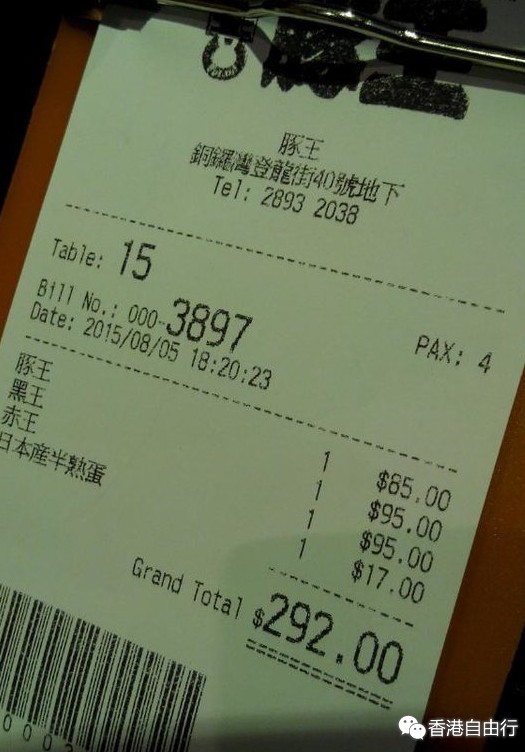 豚王
銅鑼灣登龍街40號地下
Tel: 2893 2038
Table: 15
PAX: 4
Bill No.: 000-3897
Date: 2015/08/05 18:20:23
豚王 1 $85.00
黑王 1 $95.00
赤王 1 $95.00
日本産半熟蛋 1 $17.00
Grand Total $292.00
香港自由行